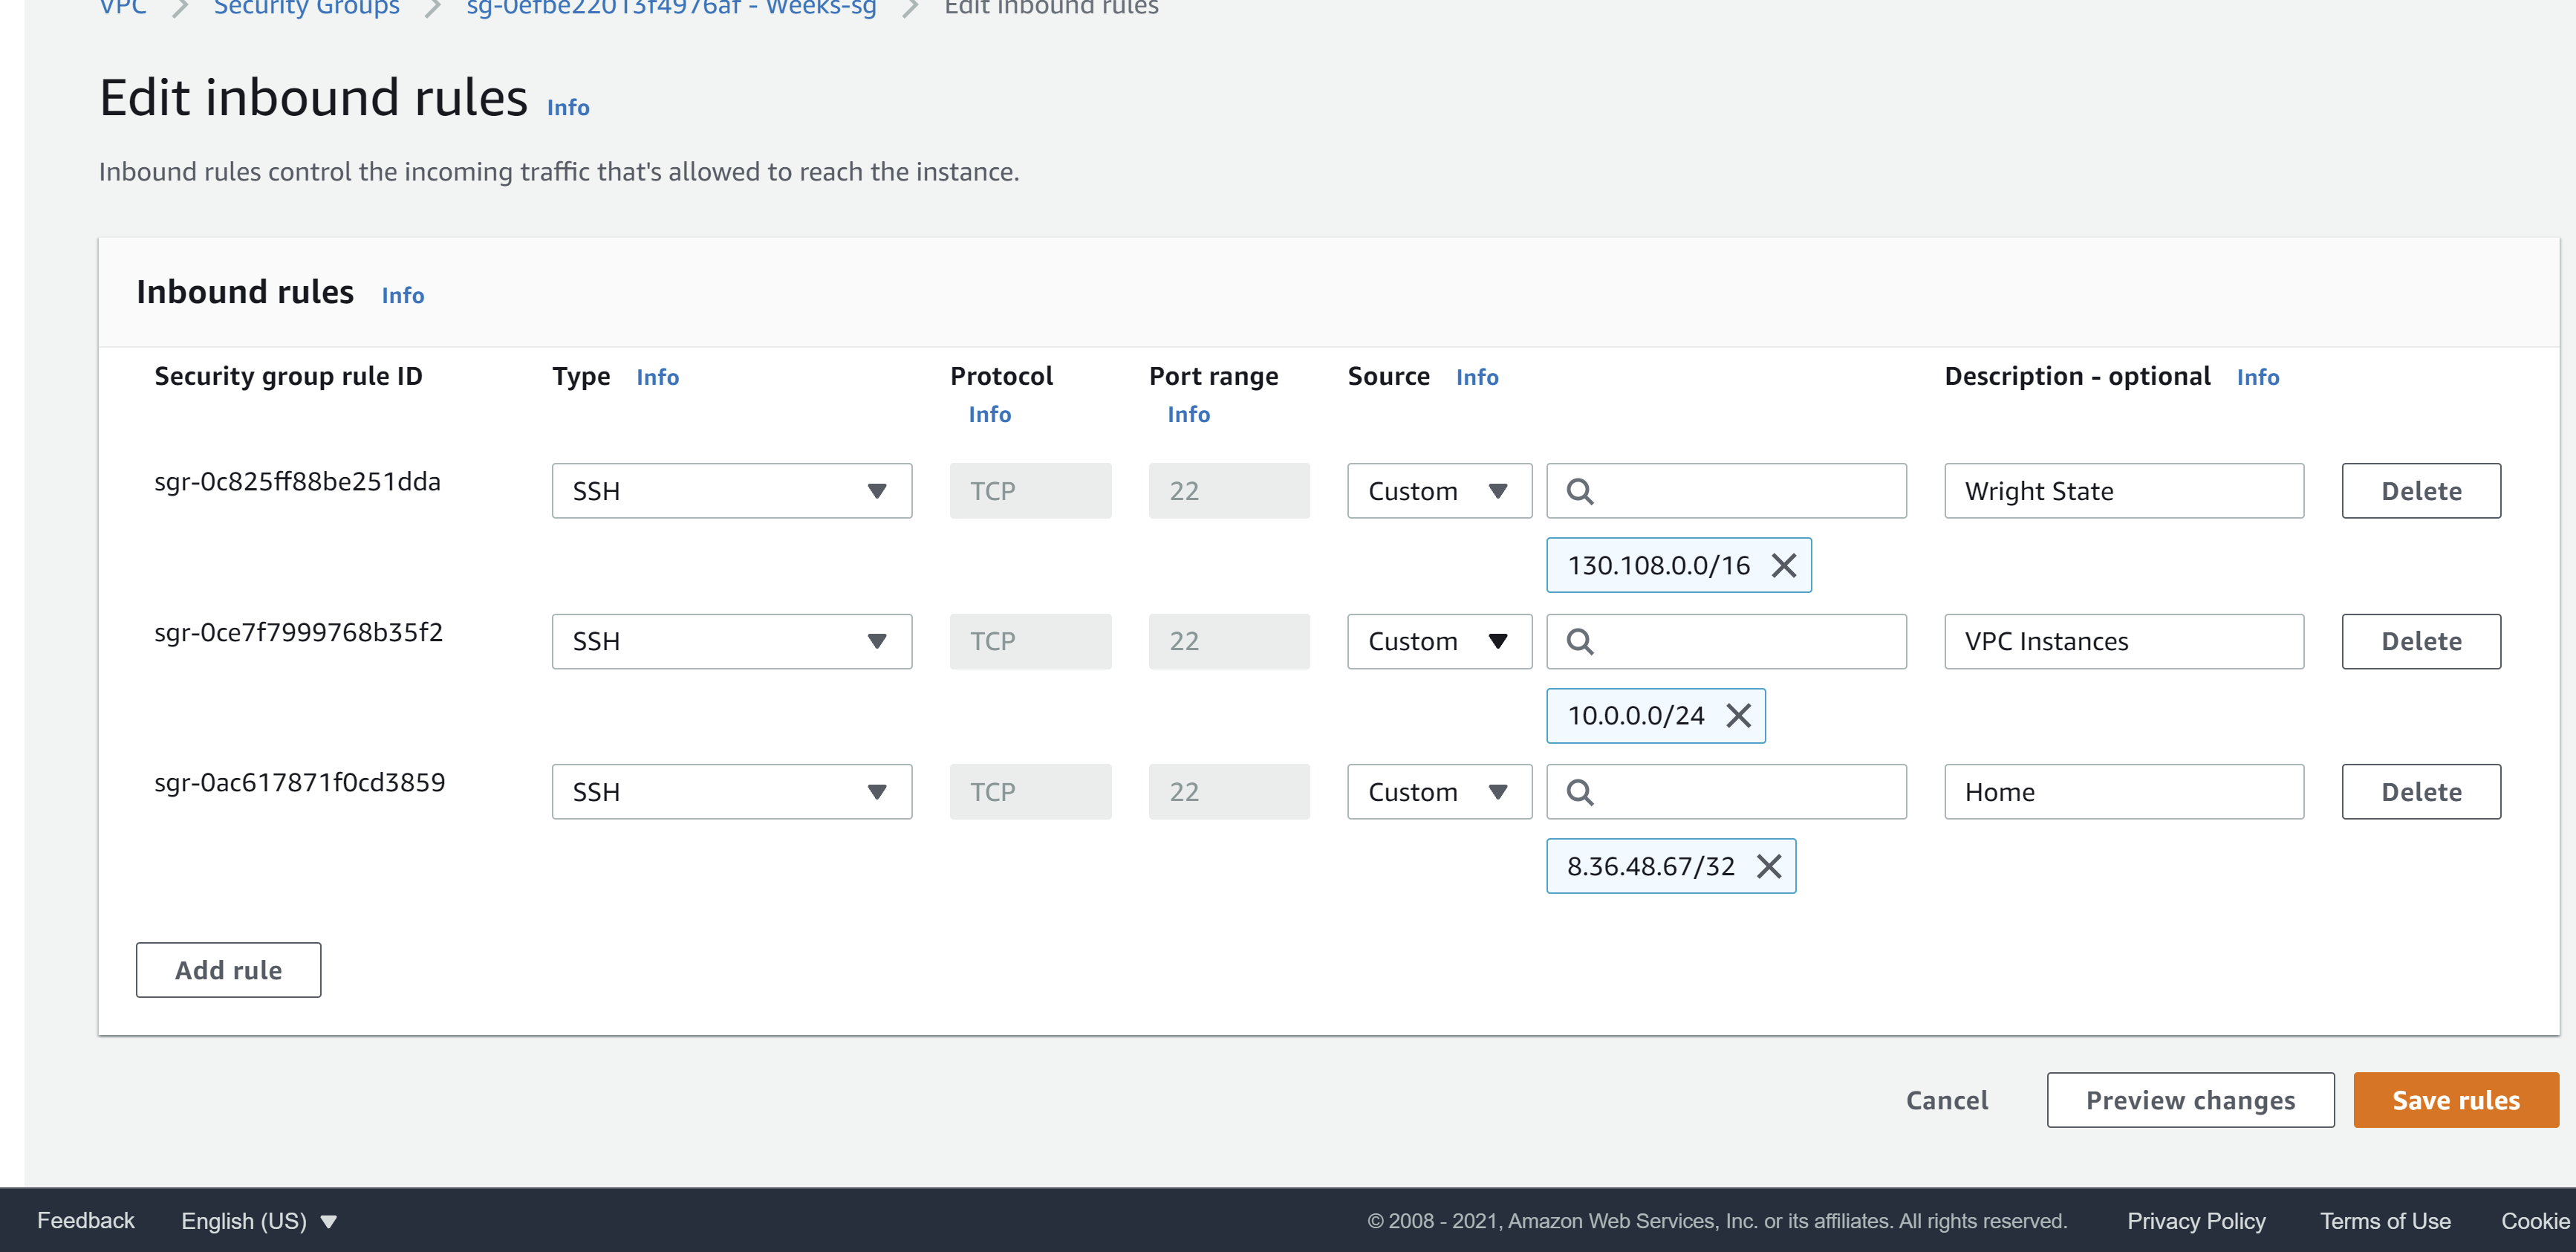 VPC > Security Groups > sg-0efbe22013f4976af - Weeks-sg > Edit inbound rules
Edit inbound rules Info
Inbound rules control the incoming traffic that's allowed to reach the instance.
Inbound rules Info
Security group rule ID Type Info Protocol Info Port range Info Source Info Description - optional Info
sgr-0c825ff88be251dda SSH TCP 22 Custom Wright State Delete
130.108.0.0/16
sgr-0ce7f7999768b35f2 SSH TCP 22 Custom VPC Instances Delete
10.0.0.0/24
sgr-0ac617871f0cd3859 SSH TCP 22 Custom Home Delete
8.36.48.67/32
Add rule
Cancel Preview changes Save rules
Feedback English (US) © 2008 - 2021, Amazon Web Services, Inc. or its affiliates. All rights reserved. Privacy Policy Terms of Use Cookie